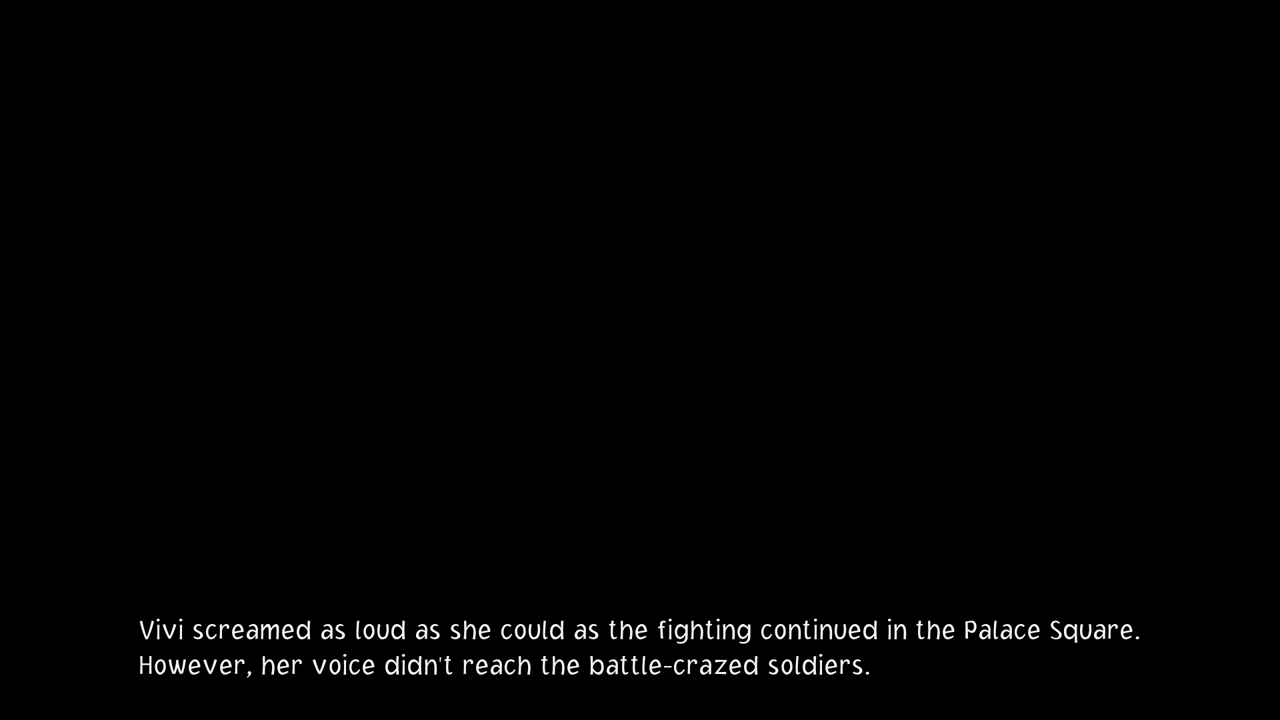 Vivi screamed as loud as she could as the fighting continued in the Palace Square.
However, her voice didn't reach the battle-crazed soldiers.